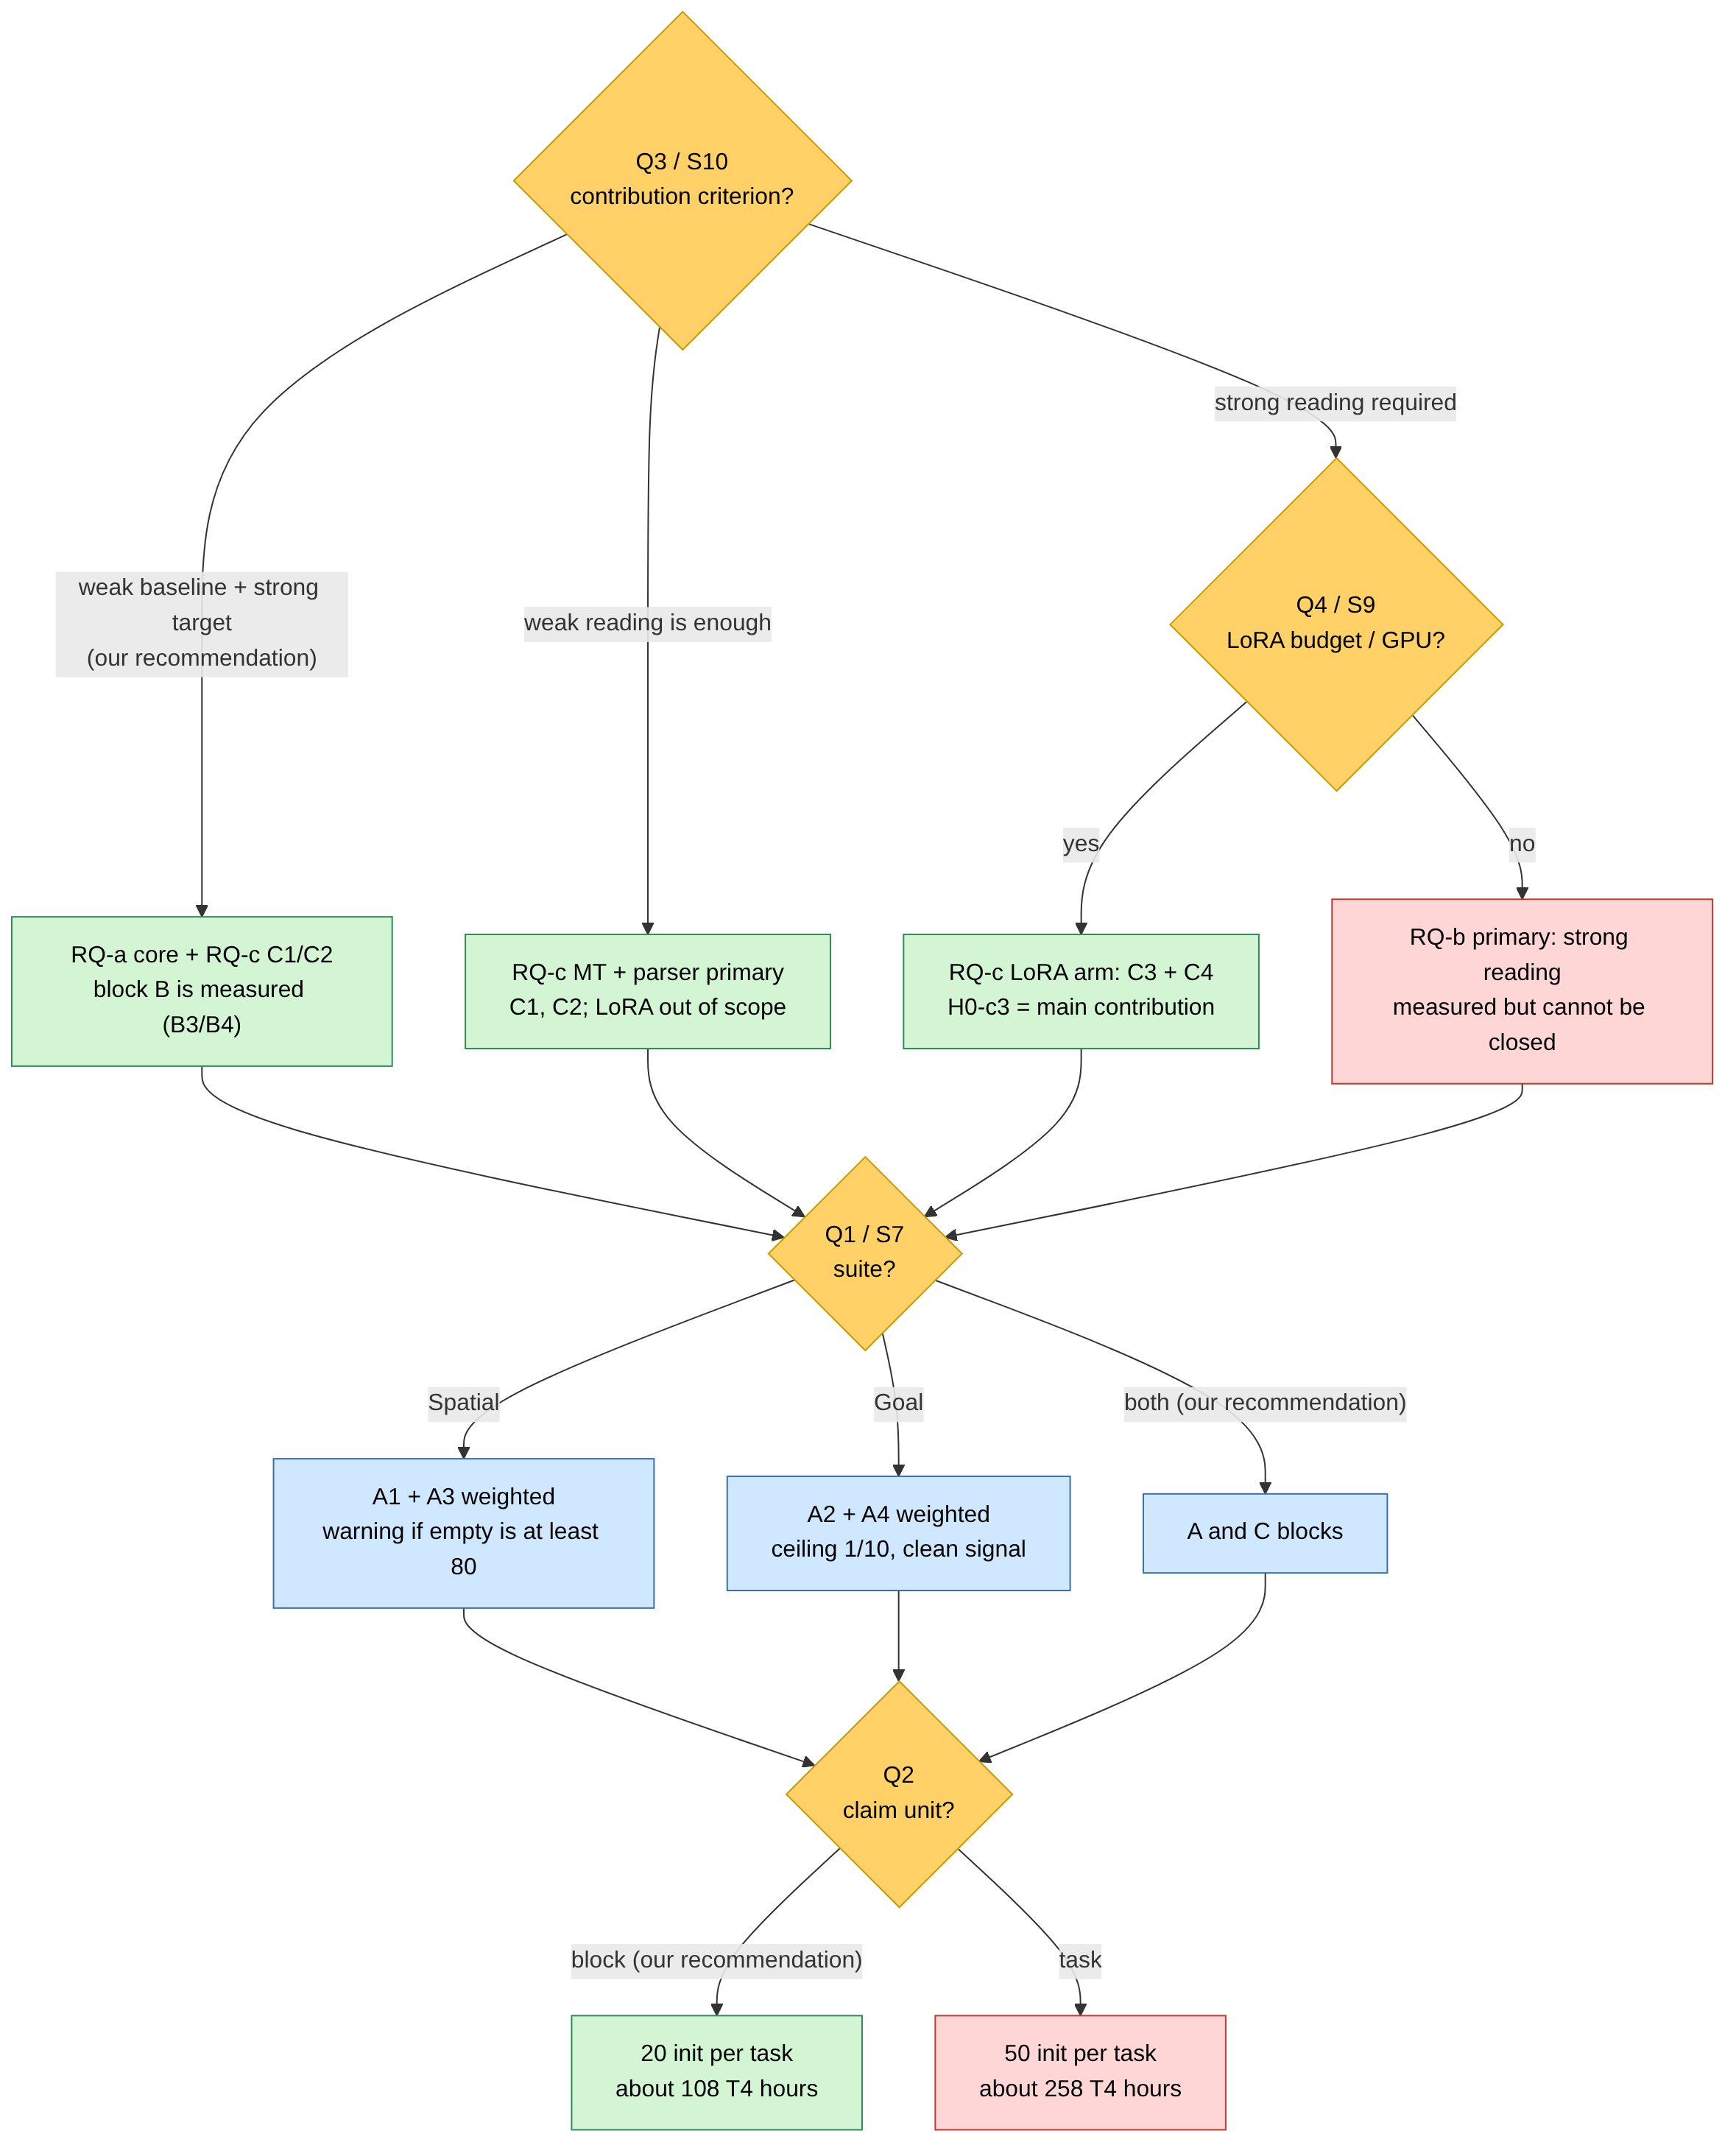 Q3 / S10
contribution criterion?
strong reading required
weak baseline + strong
target
(our recommendation)
weak reading is enough
Q4 / S9
LoRA budget / GPU?
yes
no
RQ-a core + RQ-c C1/C2
block B is measured
(B3/B4)
RQ-c MT + parser primary
C1, C2; LoRA out of scope
RQ-c LoRA arm: C3 + C4
H0-c3 = main contribution
RQ-b primary: strong
reading
measured but cannot be
closed
Q1 / S7
suite?
Spatial
Goal
both (our recommendation)
A1 + A3 weighted
warning if empty is at least
80
A2 + A4 weighted
ceiling 1/10, clean signal
A and C blocks
Q2
claim unit?
block (our recommendation)
task
20 init per task
about 108 T4 hours
50 init per task
about 258 T4 hours